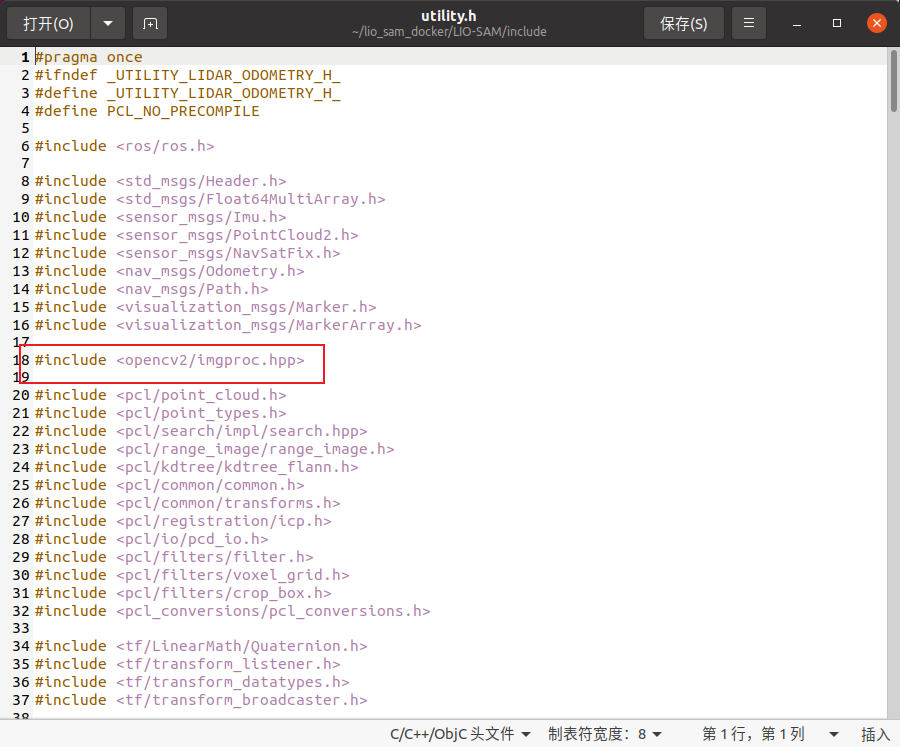 打开(O)
utility.h
~/lio_sam_docker/LIO-SAM/include
保存(S)
1 #pragma once
2 #ifndef _UTILITY_LIDAR_ODOMETRY_H_
3 #define _UTILITY_LIDAR_ODOMETRY_H_
4 #define PCL_NO_PRECOMPILE
5
6 #include <ros/ros.h>
7
8 #include <std_msgs/Header.h>
9 #include <std_msgs/Float64MultiArray.h>
10 #include <sensor_msgs/Imu.h>
11 #include <sensor_msgs/PointCloud2.h>
12 #include <sensor_msgs/NavSatFix.h>
13 #include <nav_msgs/Odometry.h>
14 #include <nav_msgs/Path.h>
15 #include <visualization_msgs/Marker.h>
16 #include <visualization_msgs/MarkerArray.h>
17
18 #include <opencv2/imgproc.hpp>
19
20 #include <pcl/point_cloud.h>
21 #include <pcl/point_types.h>
22 #include <pcl/search/impl/search.hpp>
23 #include <pcl/range_image/range_image.h>
24 #include <pcl/kdtree/kdtree_flann.h>
25 #include <pcl/common/common.h>
26 #include <pcl/common/transforms.h>
27 #include <pcl/registration/icp.h>
28 #include <pcl/io/pcd_io.h>
29 #include <pcl/filters/filter.h>
30 #include <pcl/filters/voxel_grid.h>
31 #include <pcl/filters/crop_box.h>
32 #include <pcl_conversions/pcl_conversions.h>
33
34 #include <tf/LinearMath/Quaternion.h>
35 #include <tf/transform_listener.h>
36 #include <tf/transform_datatypes.h>
37 #include <tf/transform_broadcaster.h>
38
C/C++/ObjC 头文件 制表符宽度：8 第 1 行，第 1 列 插入